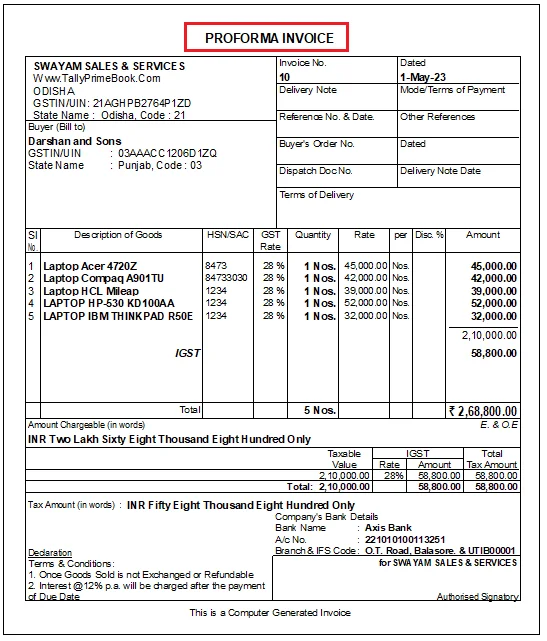 PROFORMA INVOICE
SWAYAM SALES & SERVICES
Www.TallyPrimeBook.Com
ODISHA
GSTIN/UIN: 21AGHPB2764P1ZD
State Name : Odisha, Code : 21
Invoice No.
10
Dated
1-May-23
Delivery Note
Mode/Terms of Payment
Reference No. & Date.
Other References
Buyer (Bill to)
Darshan and Sons
GSTIN/UIN : 03AAACC1206D1ZQ
State Name : Punjab, Code : 03
Buyer's Order No.
Dated
Dispatch Doc No.
Delivery Note Date
Terms of Delivery
Sl No. Description of Goods HSN/SAC GST Rate Quantity Rate per Disc. % Amount
1 Laptop Acer 4720Z 8473 28 % 1 Nos. 45,000.00 Nos. 45,000.00
2 Laptop Compaq A901TU 84733030 28 % 1 Nos. 42,000.00 Nos. 42,000.00
3 Laptop HCL Mileap 1234 28 % 1 Nos. 39,000.00 Nos. 39,000.00
4 LAPTOP HP-530 KD100AA 1234 28 % 1 Nos. 52,000.00 Nos. 52,000.00
5 LAPTOP IBM THINKPAD R50E 1234 28 % 1 Nos. 32,000.00 Nos. 32,000.00
2,10,000.00
IGST 58,800.00
Total 5 Nos. ₹ 2,68,800.00
Amount Chargeable (in words) E. & O.E
INR Two Lakh Sixty Eight Thousand Eight Hundred Only
Taxable Value IGST Total Tax Amount
Rate Amount
2,10,000.00 28% 58,800.00 58,800.00
Total: 2,10,000.00 58,800.00 58,800.00
Tax Amount (in words) : INR Fifty Eight Thousand Eight Hundred Only
Company's Bank Details
Bank Name : Axis Bank
A/c No. : 221010100113251
Branch & IFS Code : O.T. Road, Balasore. & UTIB00001
Declaration
Terms & Conditions:
1. Once Goods Sold is not Exchanged or Refundable
2. Interest @12% p.a. will be charged after the payment
of Due Date
for SWAYAM SALES & SERVICES
Authorised Signatory
This is a Computer Generated Invoice